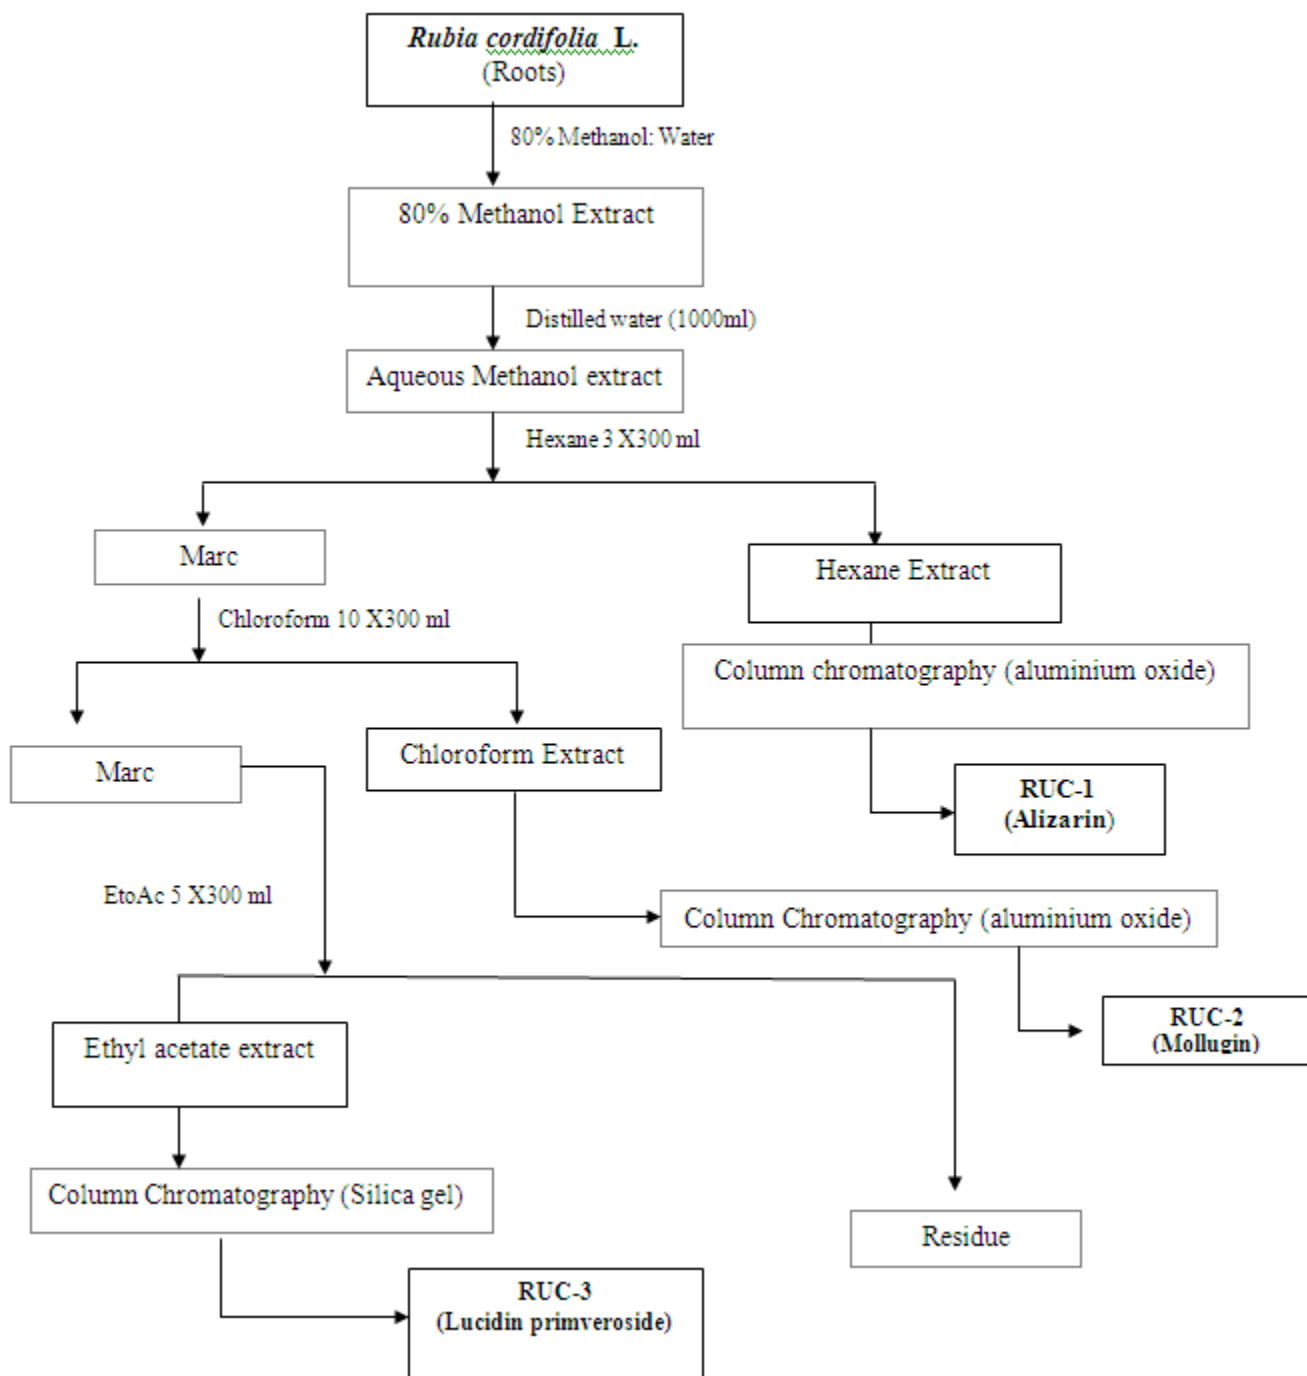 Rubia cordifolia L.
(Roots)
80% Methanol: Water
80% Methanol Extract
Distilled water (1000ml)
Aqueous Methanol extract
Hexane 3 X300 ml
Marc
Hexane Extract
Chloroform 10 X300 ml
Column chromatography (aluminium oxide)
Marc
Chloroform Extract
RUC-1
(Alizarin)
EtoAc 5 X300 ml
Column Chromatography (aluminium oxide)
RUC-2
(Mollugin)
Ethyl acetate extract
Column Chromatography (Silica gel)
Residue
RUC-3
(Lucidin primveroside)